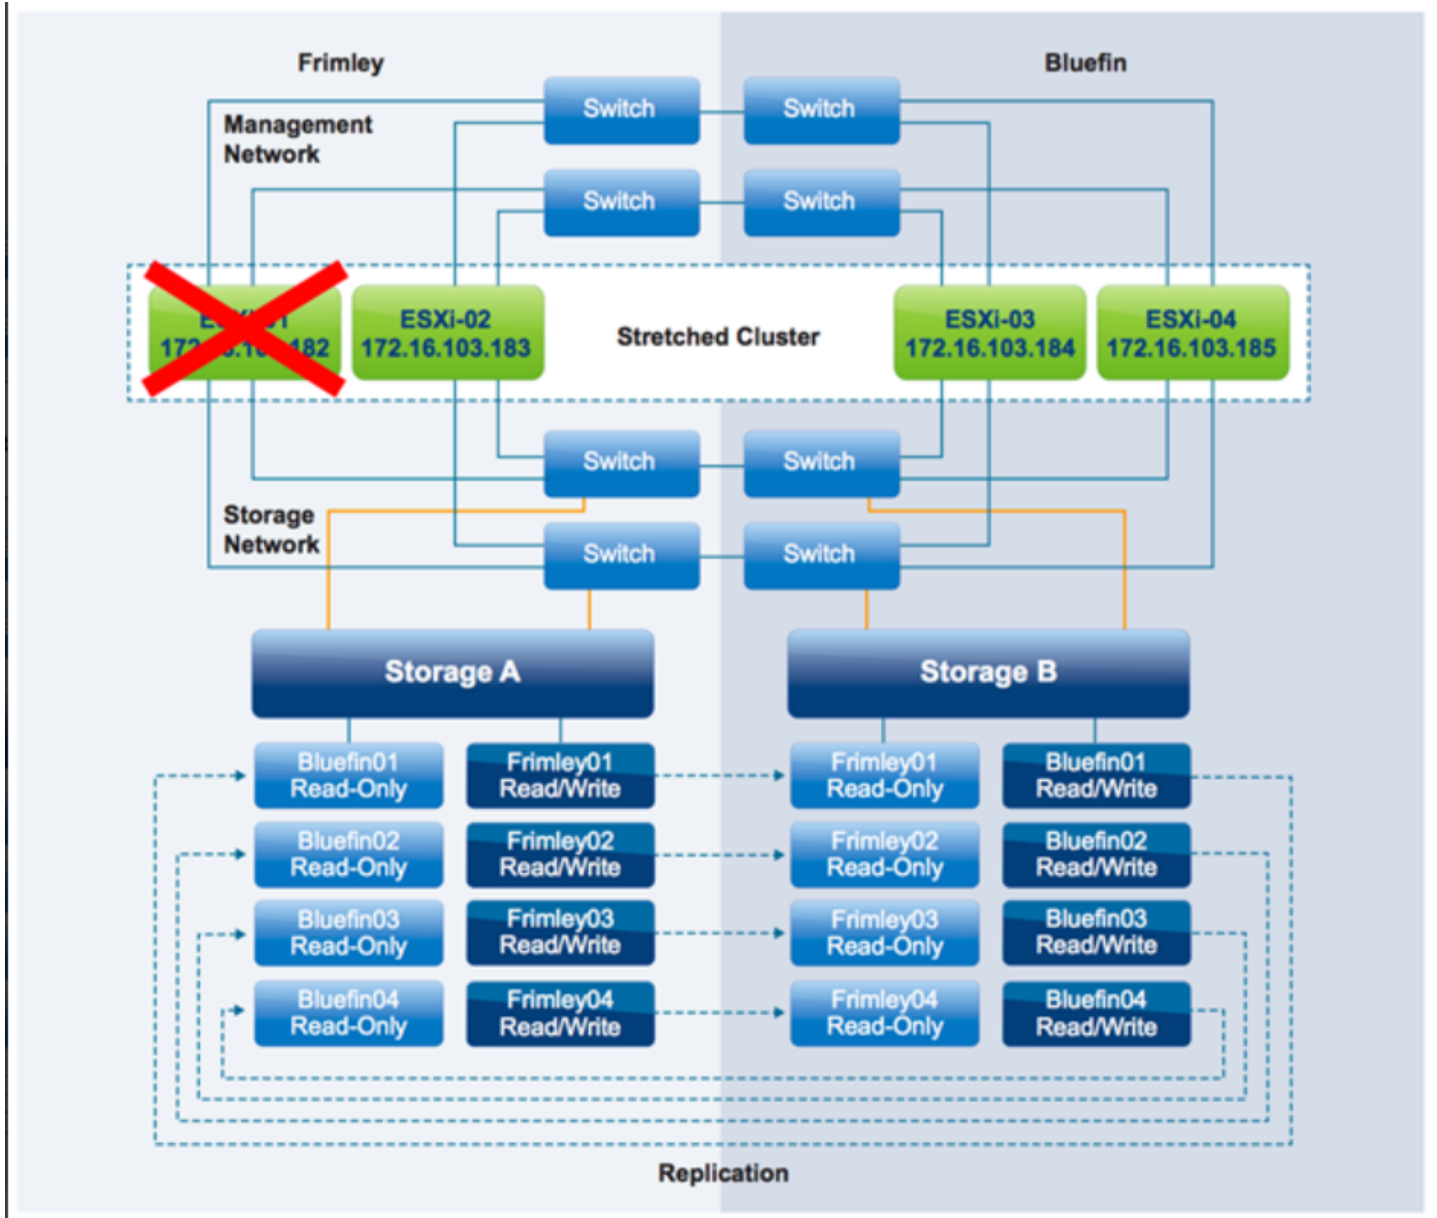 Frimley
Bluefin
Switch
Switch
Management
Network
Switch
Switch
ESXi-02
172.16.103.183
Stretched Cluster
ESXi-03
172.16.103.184
ESXi-04
172.16.103.185
Switch
Switch
Storage
Network
Switch
Switch
Storage A
Storage B
Bluefin01
Read-Only
Frimley01
Read/Write
Frimley01
Read-Only
Bluefin01
Read/Write
Bluefin02
Read-Only
Frimley02
Read/Write
Frimley02
Read-Only
Bluefin02
Read/Write
Bluefin03
Read-Only
Frimley03
Read/Write
Frimley03
Read-Only
Bluefin03
Read/Write
Bluefin04
Read-Only
Frimley04
Read/Write
Frimley04
Read-Only
Bluefin04
Read/Write
Replication